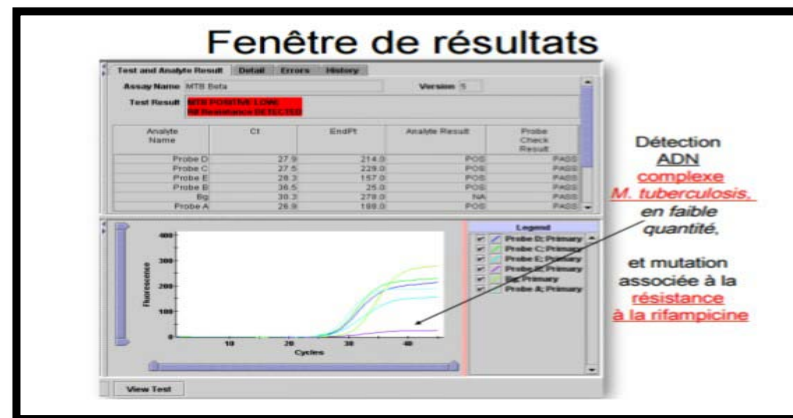 Fenêtre de résultats
Test and Analyte Result Detail Errors History
Assay Name MTB Beta Version 5
Test Result MTB POSITIVE LOW;
RIF Resistance DETECTED
Analyte Name Ct EndPt Analyte Result Probe Check Result
Probe D 27.9 214.0 POS PASS
Probe C 27.5 229.0 POS PASS
Probe E 28.3 157.0 POS PASS
Probe B 36.5 25.0 POS PASS
Bg 30.3 279.0 NA PASS
Probe A 26.9 188.0 POS PASS
Fluorescence
400
300
200
100
0
10 20 30 40
Cycles
Legend
Probe D; Primary
Probe C; Primary
Probe E; Primary
Probe B; Primary
Bg; Primary
Probe A; Primary
View Test
Détection
ADN
complexe
M. tuberculosis,
en faible
quantité,
et mutation
associée à la
résistance
à la rifampicine